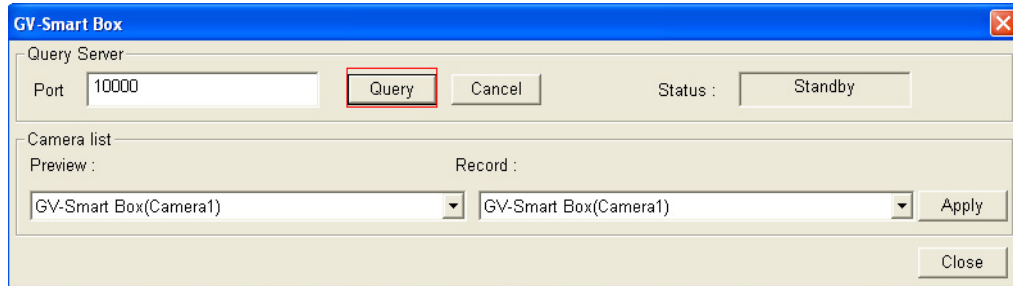 GV-Smart Box
Query Server
Port 10000 Query Cancel Status : Standby
Camera list
Preview : Record :
GV-Smart Box(Camera1) GV-Smart Box(Camera1) Apply
Close